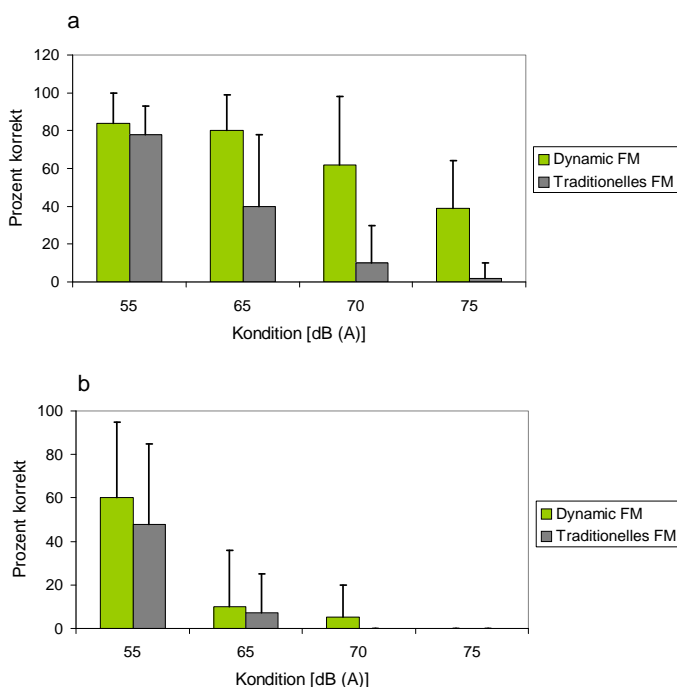 a
120
100
80
60
40
20
0
Prozent korrekt
55 65 70 75
Kondition [dB (A)]
Dynamic FM
Traditionelles FM
b
100
80
60
40
20
0
Prozent korrekt
55 65 70 75
Kondition [dB (A)]
Dynamic FM
Traditionelles FM